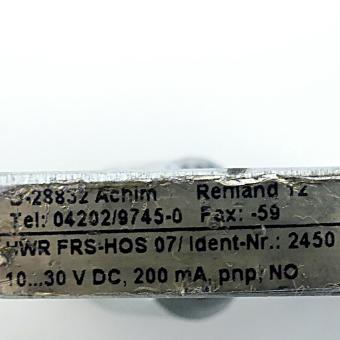 D-28832 Achim Rehland 12
Tel: 04202/9745-0 Fax: -59
HWR FRS-HOS 07/ Ident-Nr.: 2450
10...30 V DC, 200 mA, pnp, NO